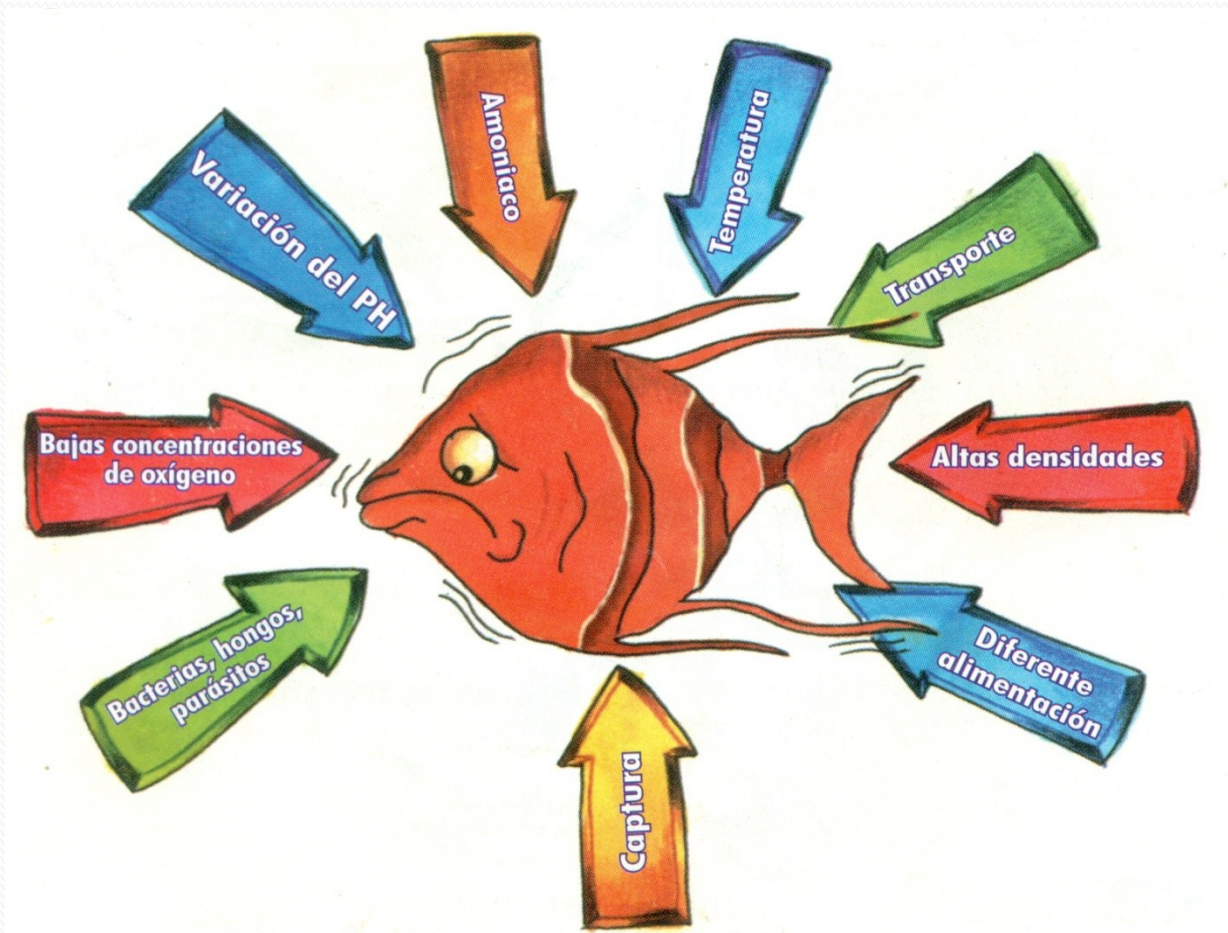 Amoniaco
Temperatura
Variación del PH
Transporte
Bajas concentraciones
de oxígeno
Altas densidades
Bacterias, hongos,
parásitos
Diferente
alimentación
Captura